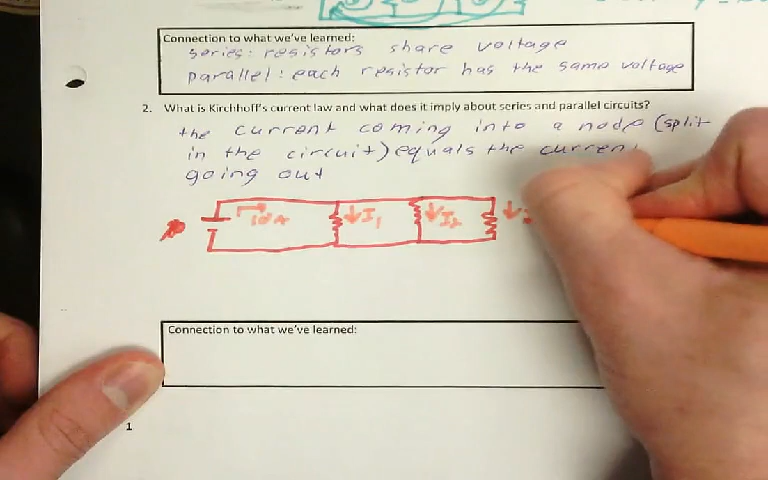 Connection to what we've learned:
series: resistors share voltage
parallel: each resistor has the same voltage
2. What is Kirchhoff's current law and what does it imply about series and parallel circuits?
the current coming into a node (split
in the circuit) equals the current
going out
10A I1 I2
Connection to what we've learned:
1